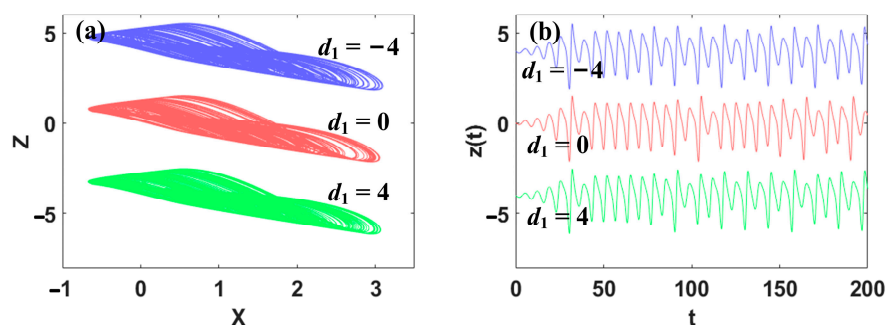 (a)
5
0
−5
Z
d₁ = −4
d₁ = 0
d₁ = 4
−1
0
1
2
3
X
(b)
5
0
−5
z(t)
d₁ = −4
d₁ = 0
d₁ = 4
0
50
100
150
200
t